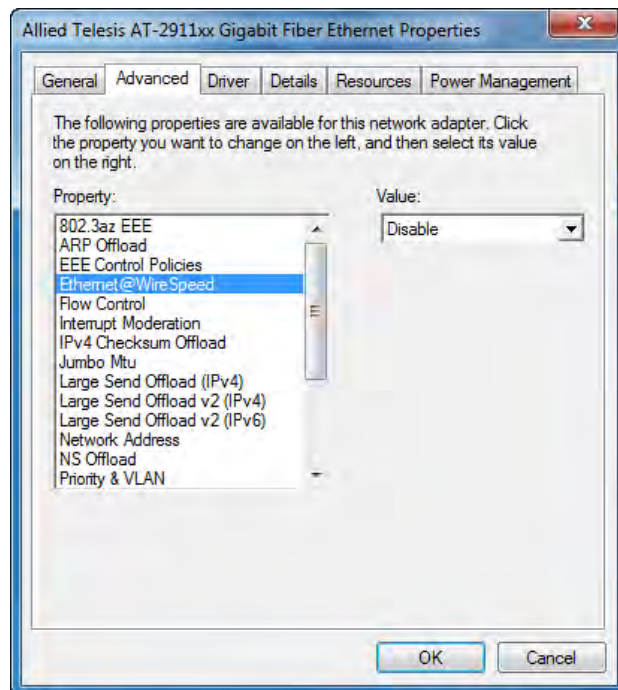 Allied Telesis AT-2911xx Gigabit Fiber Ethernet Properties
General Advanced Driver Details Resources Power Management
The following properties are available for this network adapter. Click
the property you want to change on the left, and then select its value
on the right.
Property:
Value:
802.3az EEE
Disable
ARP Offload
EEE Control Policies
Ethernet@WireSpeed
Flow Control
Interrupt Moderation
IPv4 Checksum Offload
Jumbo Mtu
Large Send Offload (IPv4)
Large Send Offload v2 (IPv4)
Large Send Offload v2 (IPv6)
Network Address
NS Offload
Priority & VLAN
OK Cancel